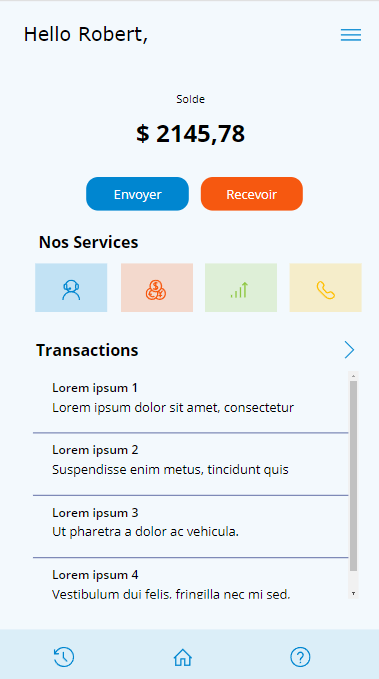 Hello Robert,
Solde
$ 2145,78
Envoyer
Recevoir
Nos Services
Transactions
Lorem ipsum 1
Lorem ipsum dolor sit amet, consectetur
Lorem ipsum 2
Suspendisse enim metus, tincidunt quis
Lorem ipsum 3
Ut pharetra a dolor ac vehicula.
Lorem ipsum 4
Vestibulum dui felis, fringilla nec mi sed,